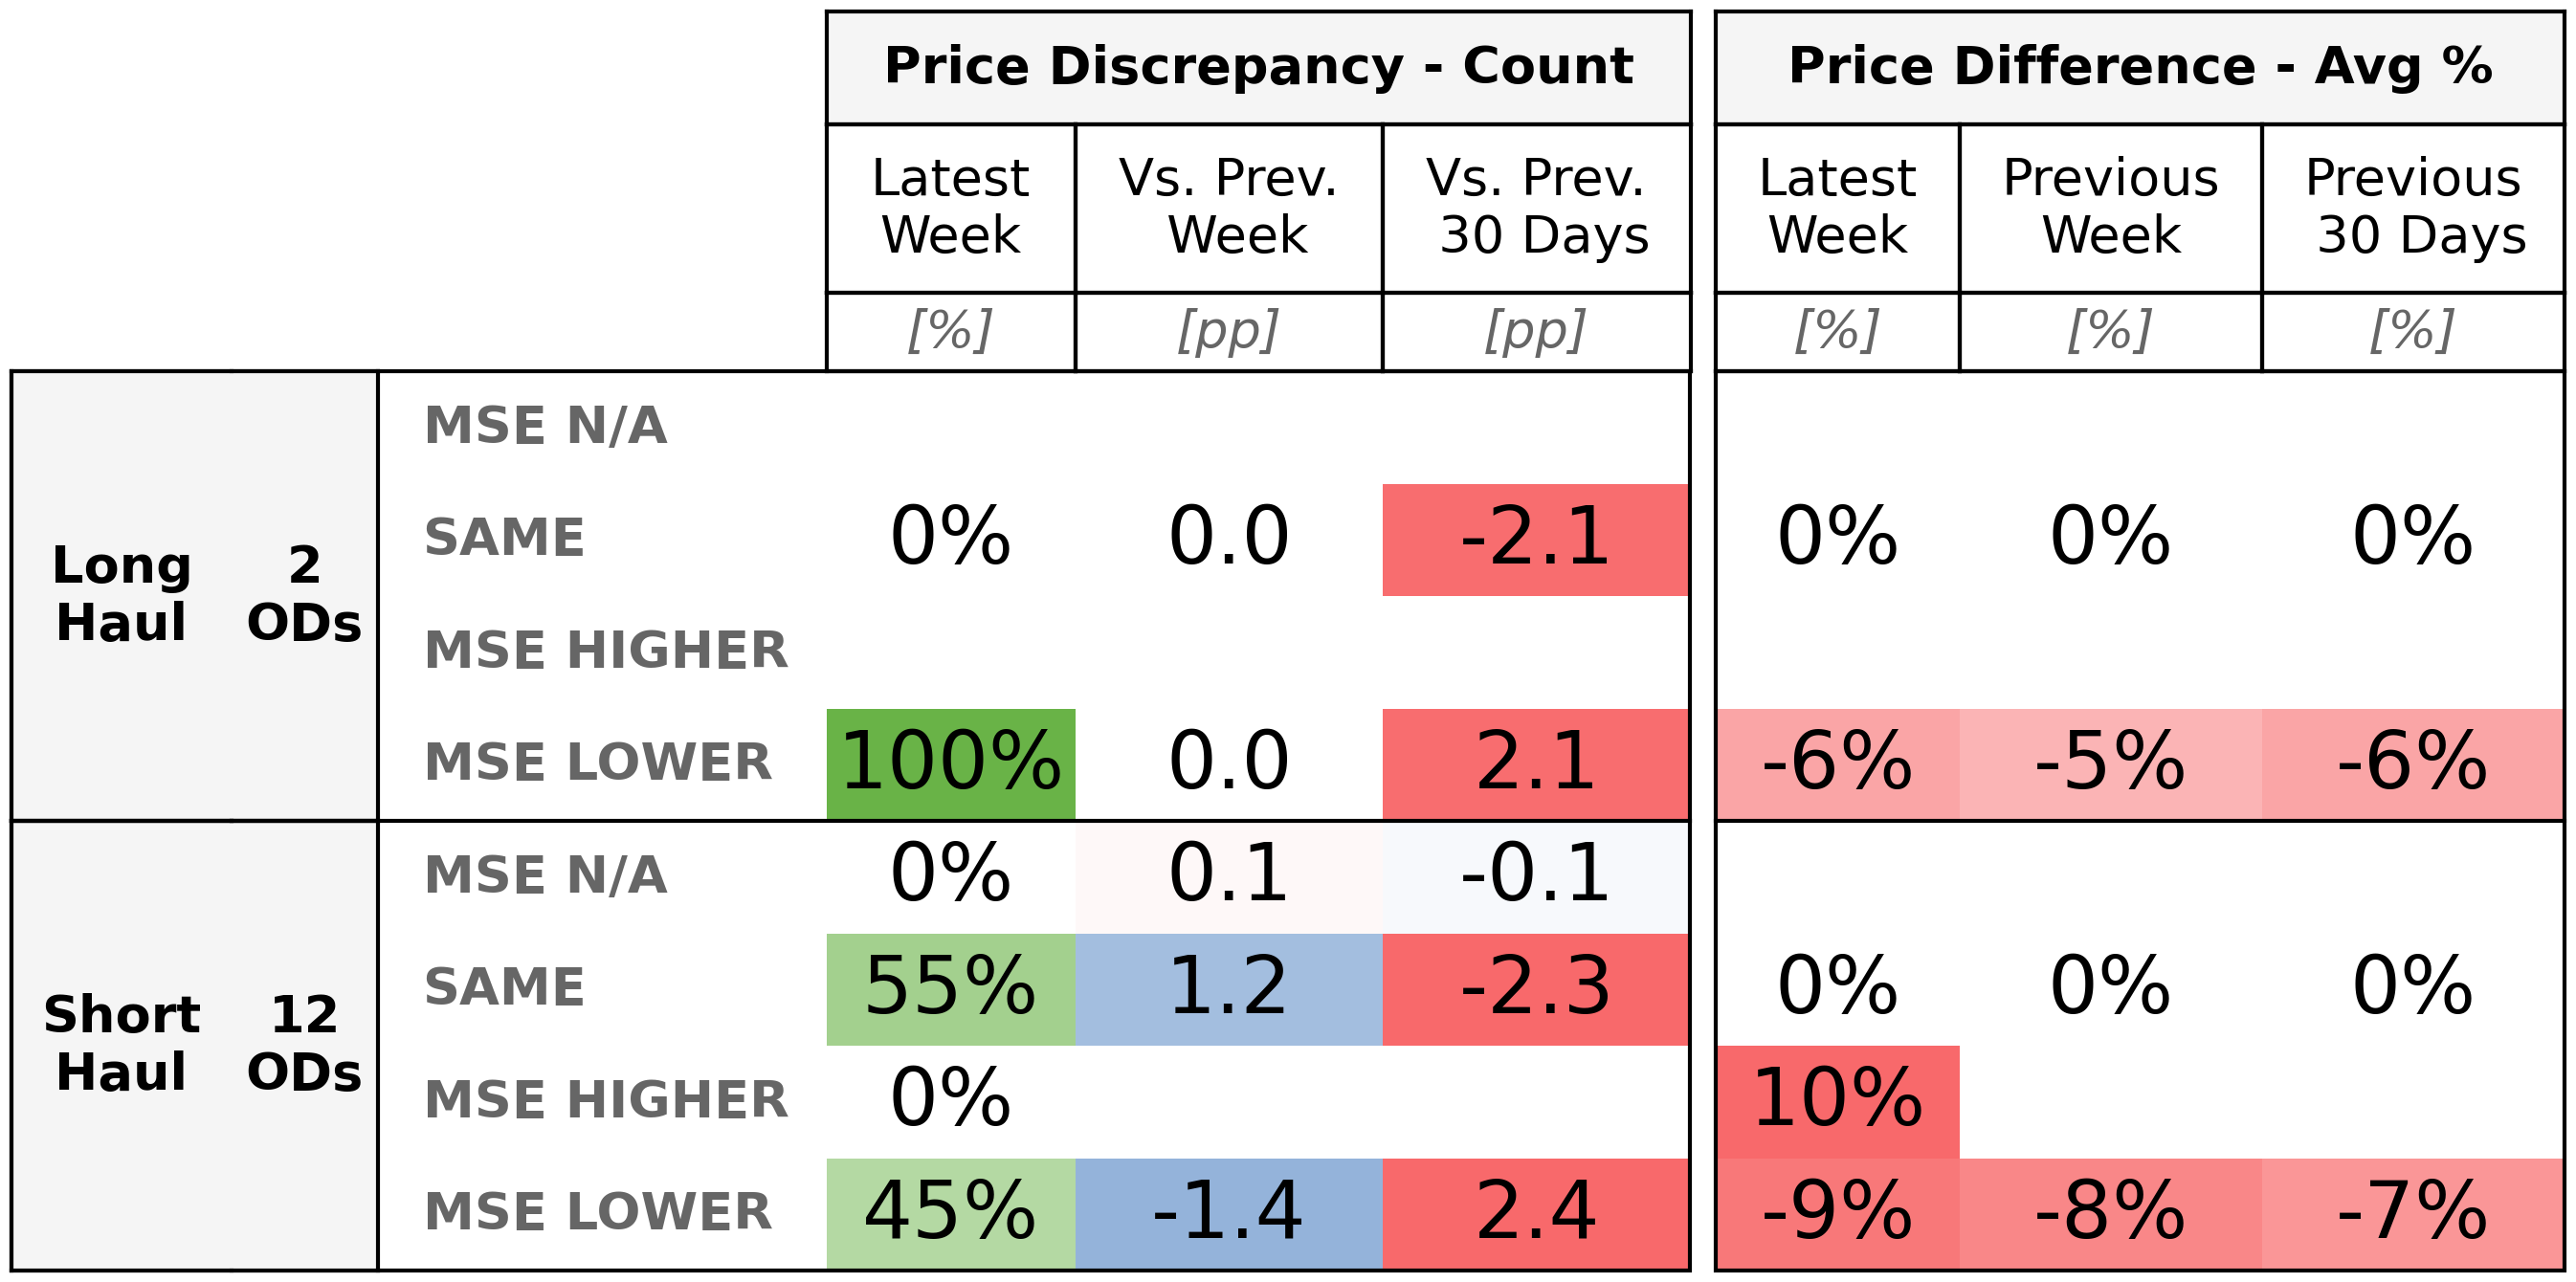 Price Discrepancy - Count Price Difference - Avg %
Latest Week Vs. Prev. Week Vs. Prev. 30 Days Latest Week Previous Week Previous 30 Days
[%] [pp] [pp] [%] [%] [%]
Long Haul 2 ODs
MSE N/A
SAME 0% 0.0 -2.1 0% 0% 0%
MSE HIGHER
MSE LOWER 100% 0.0 2.1 -6% -5% -6%
Short Haul 12 ODs
MSE N/A 0% 0.1 -0.1
SAME 55% 1.2 -2.3 0% 0% 0%
MSE HIGHER 0% 10%
MSE LOWER 45% -1.4 2.4 -9% -8% -7%